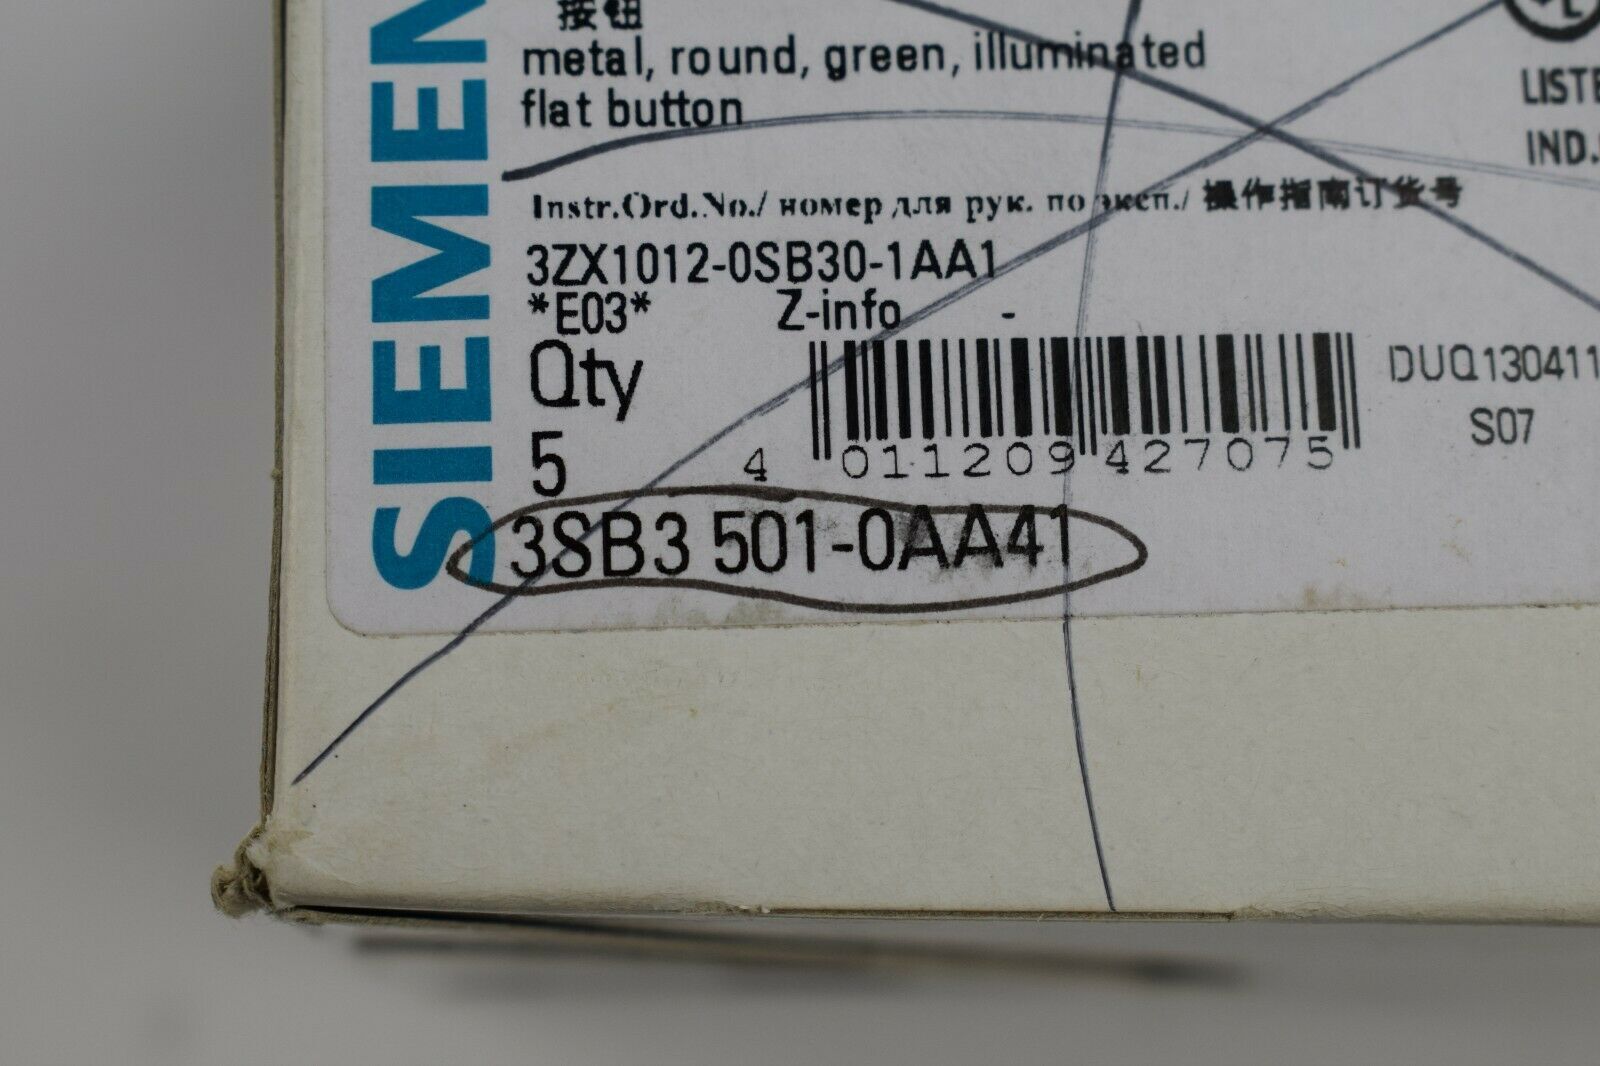 SIEMEN
按钮
metal, round, green, illuminated
flat button
LISTE
IND.
Instr.Ord.No./ номер для рук. по эксп./ 操作指南订货号
3ZX1012-0SB30-1AA1
*E03* Z-info -
Qty
DUQ130411
S07
5
4 011209 427075
3SB3 501-0AA41